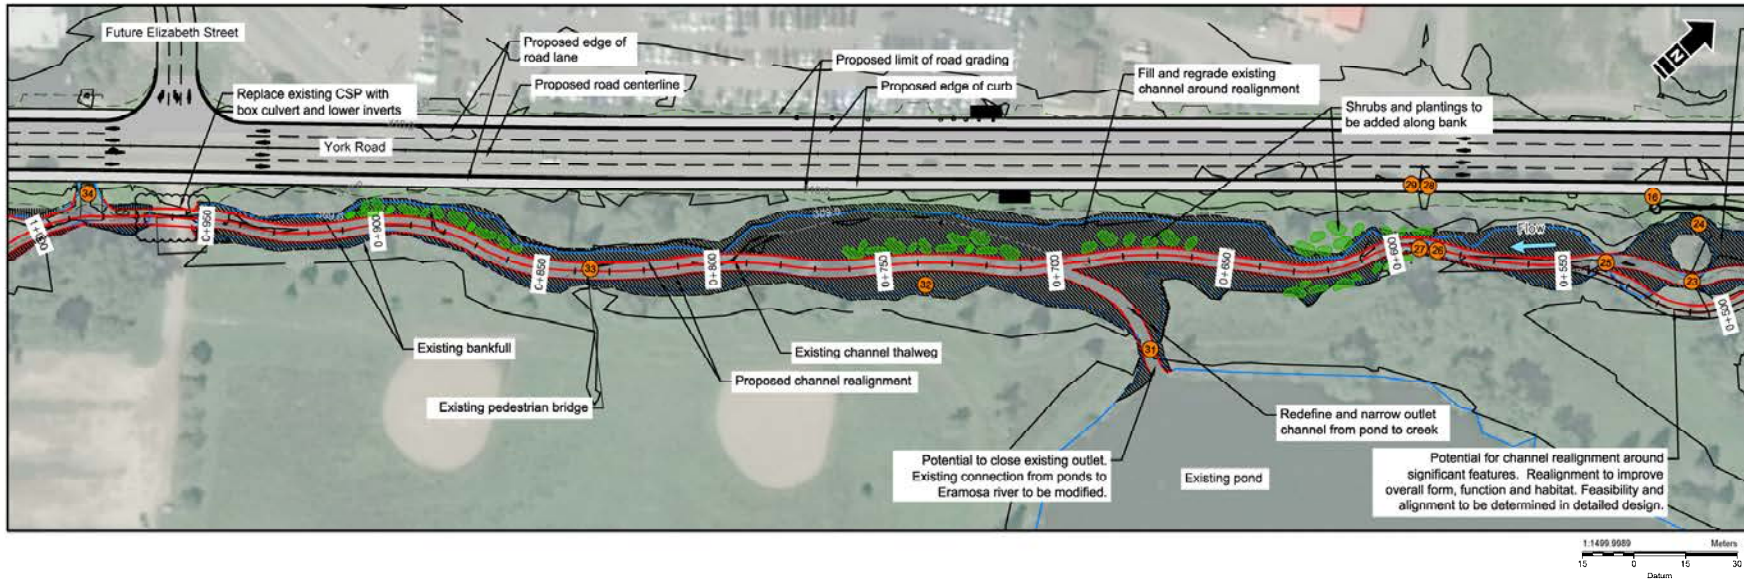 Future Elizabeth Street
Proposed edge of
road lane
Proposed road centerline
Proposed limit of road grading
Proposed edge of curb
Fill and regrade existing
channel around realignment
Shrubs and plantings to
be added along bank
Replace existing CSP with
box culvert and lower inverts
York Road
N
34
1+000
0+950
0+900
0+850
33
0+800
0+750
32
0+700
0+650
0+600
29
28
27
26
Flow
0+550
25
16
24
23
0+500
31
Existing bankfull
Existing channel thalweg
Proposed channel realignment
Existing pedestrian bridge
Redefine and narrow outlet
channel from pond to creek
Potential to close existing outlet.
Existing connection from ponds to
Eramosa river to be modified.
Existing pond
Potential for channel realignment around
significant features. Realignment to improve
overall form, function and habitat. Feasibility and
alignment to be determined in detailed design.
1:1499.9989 Meters
15 0 15 30
Datum